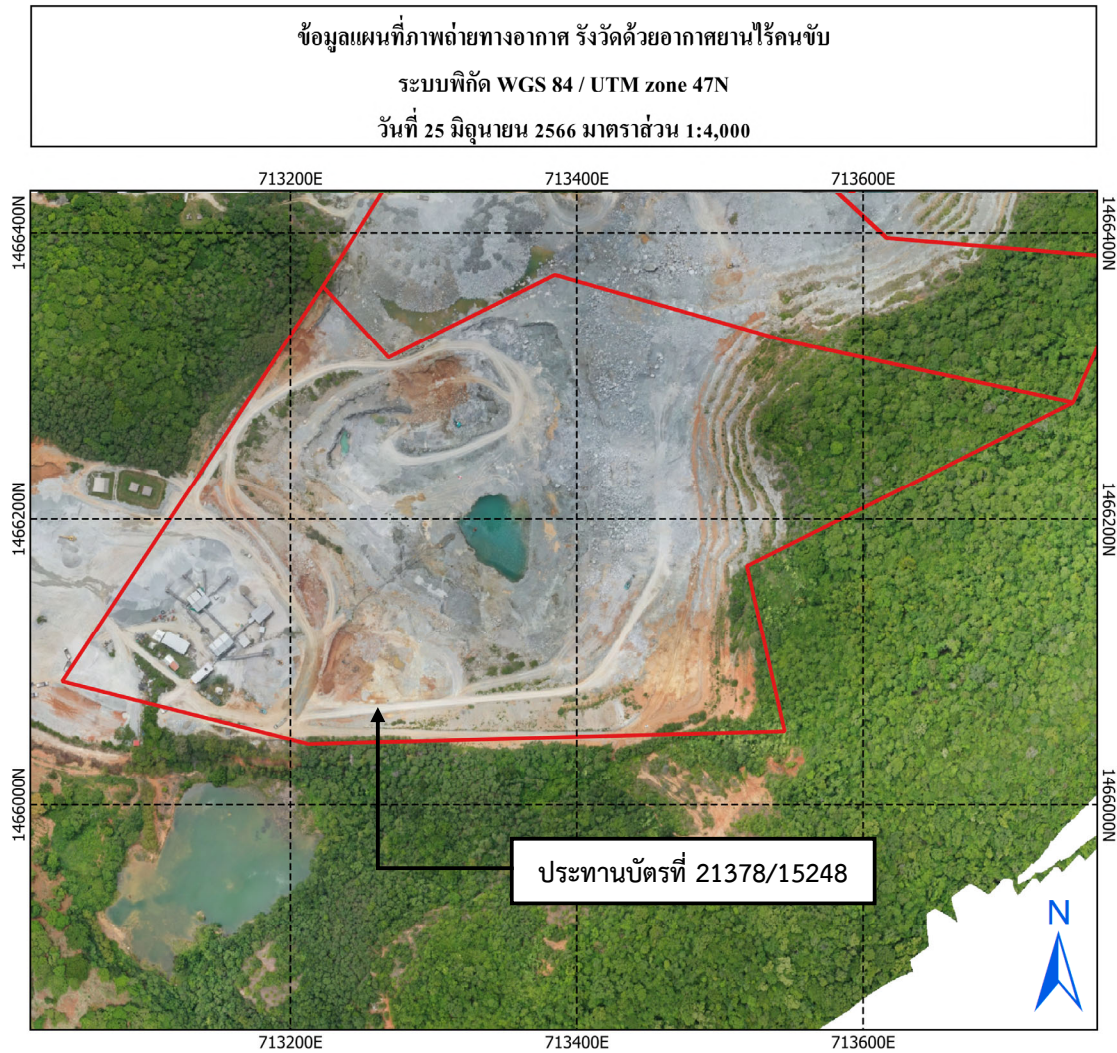 ข้อมูลแผนที่ภาพถ่ายทางอากาศ รังวัดด้วยอากาศยานไร้คนขับ
ระบบพิกัด WGS 84 / UTM zone 47N
วันที่ 25 มิถุนายน 2566 มาตราส่วน 1:4,000
713200E 713400E 713600E
1466400N 1466400N
1466200N 1466200N
1466000N 1466000N
ประทานบัตรที่ 21378/15248
N
713200E 713400E 713600E